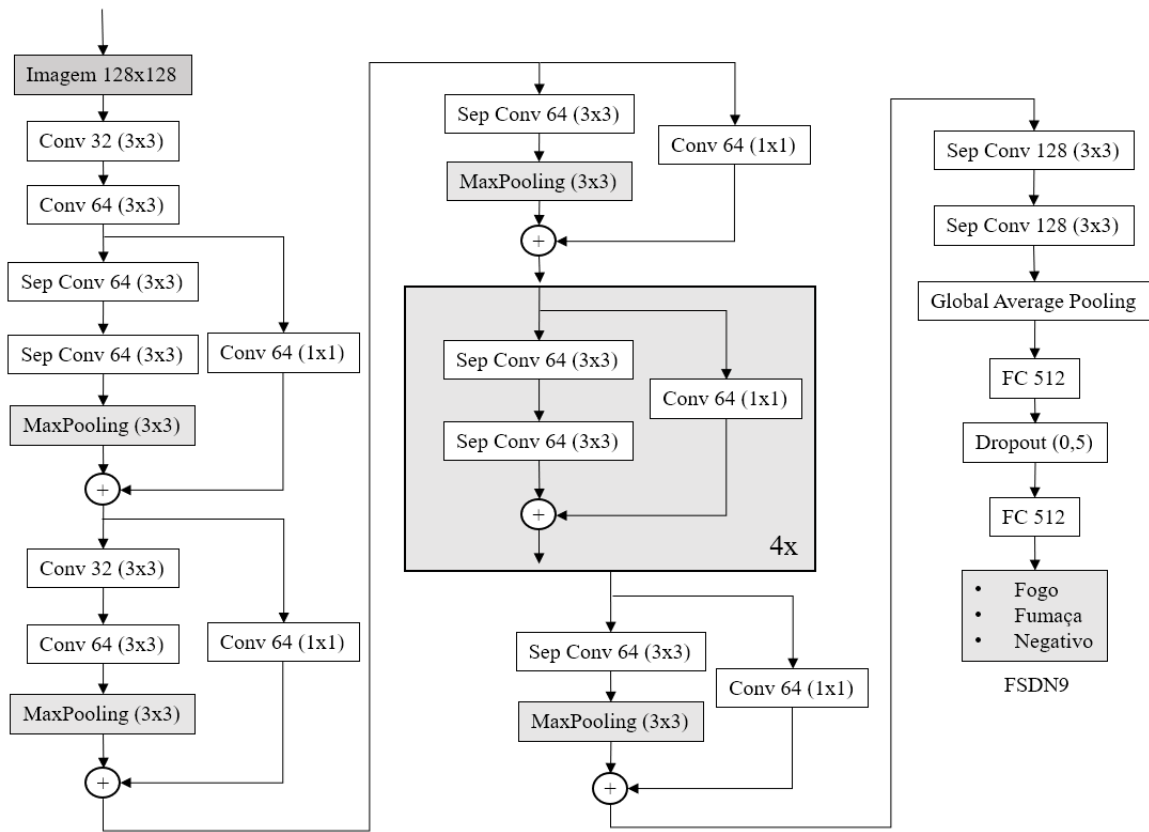 Imagem 128x128
Conv 32 (3x3)
Conv 64 (3x3)
Sep Conv 64 (3x3)
Sep Conv 64 (3x3)
Conv 64 (1x1)
MaxPooling (3x3)
+
Conv 32 (3x3)
Conv 64 (3x3)
Conv 64 (1x1)
MaxPooling (3x3)
+
Sep Conv 64 (3x3)
Conv 64 (1x1)
MaxPooling (3x3)
+
Sep Conv 64 (3x3)
Conv 64 (1x1)
Sep Conv 64 (3x3)
+
4x
Sep Conv 64 (3x3)
Conv 64 (1x1)
MaxPooling (3x3)
+
Sep Conv 128 (3x3)
Sep Conv 128 (3x3)
Global Average Pooling
FC 512
Dropout (0,5)
FC 512
• Fogo
• Fumaça
• Negativo
FSDN9